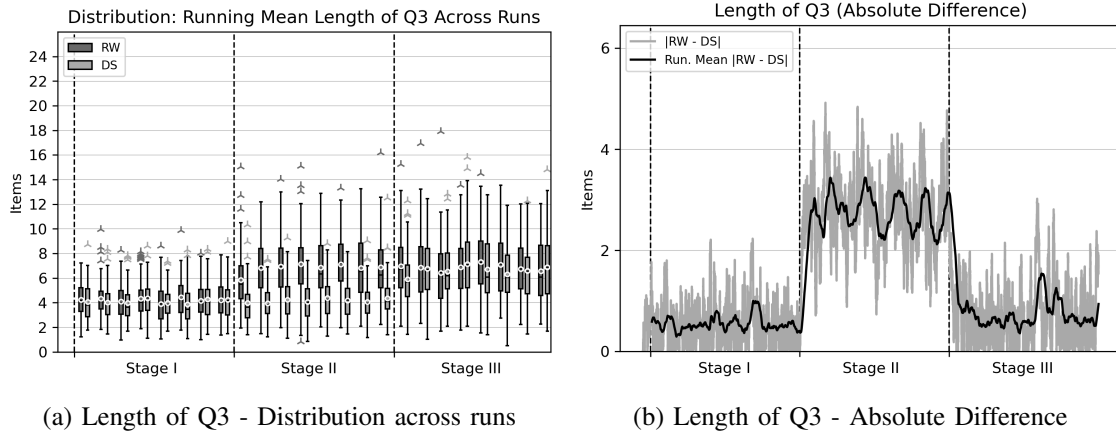 Distribution: Running Mean Length of Q3 Across Runs
RW
DS
Items
24
22
20
18
16
14
12
10
8
6
4
2
0
Stage I
Stage II
Stage III
(a) Length of Q3 - Distribution across runs
Length of Q3 (Absolute Difference)
|RW - DS|
Run. Mean |RW - DS|
Items
6
4
2
0
Stage I
Stage II
Stage III
(b) Length of Q3 - Absolute Difference